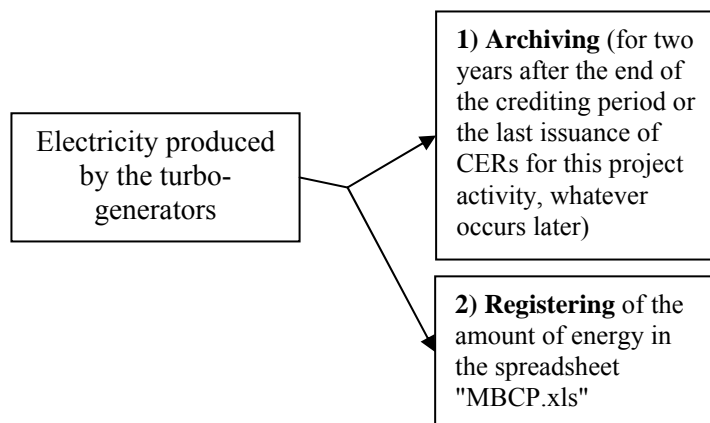 Electricity produced
by the turbo-
generators
1) Archiving (for two
years after the end of
the crediting period or
the last issuance of
CERs for this project
activity, whatever
occurs later)
2) Registering of the
amount of energy in
the spreadsheet
"MBCP.xls"